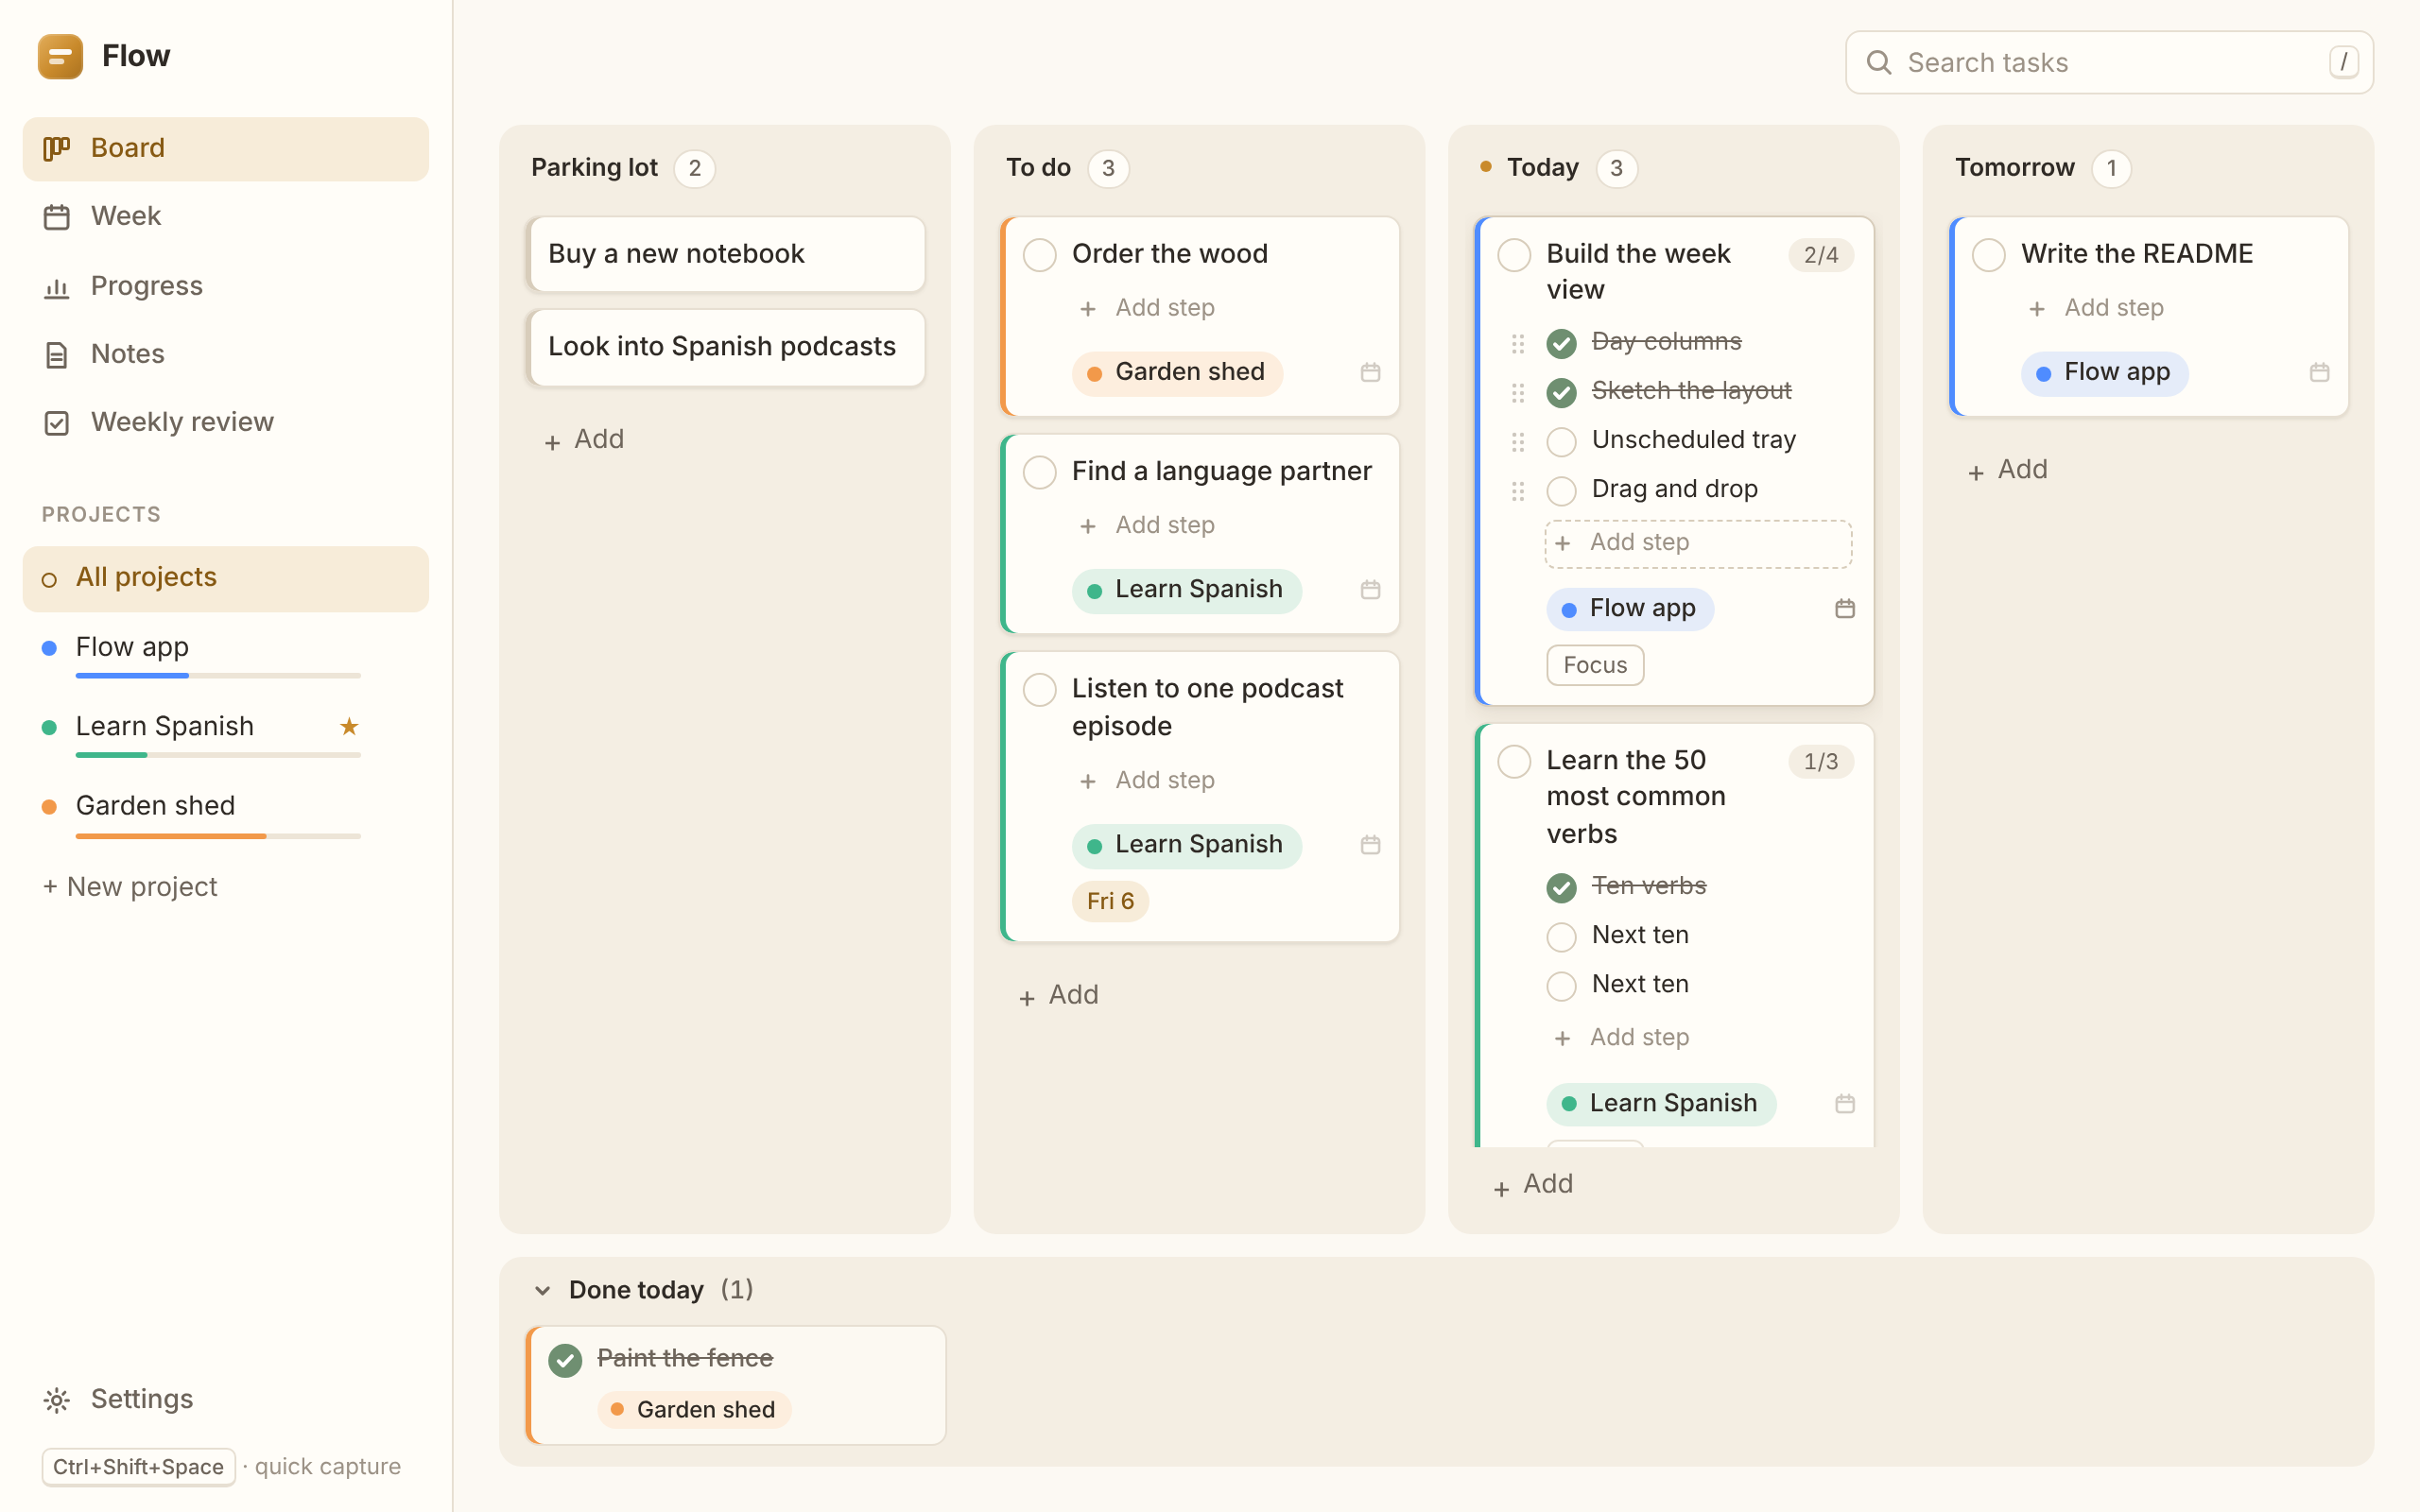 Flow
Board
Week
Progress
Notes
Weekly review
PROJECTS
All projects
Flow app
Learn Spanish
Garden shed
+ New project
Settings
Ctrl+Shift+Space · quick capture
Search tasks /
Parking lot 2
Buy a new notebook
Look into Spanish podcasts
+ Add
To do 3
Order the wood
+ Add step
Garden shed
Find a language partner
+ Add step
Learn Spanish
Listen to one podcast
episode
+ Add step
Learn Spanish
Fri 6
+ Add
Today 3
Build the week 2/4
view
Day columns
Sketch the layout
Unscheduled tray
Drag and drop
+ Add step
Flow app
Focus
Learn the 50 1/3
most common
verbs
Ten verbs
Next ten
Next ten
+ Add step
Learn Spanish
+ Add
Tomorrow 1
Write the README
+ Add step
Flow app
+ Add
Done today (1)
Paint the fence
Garden shed